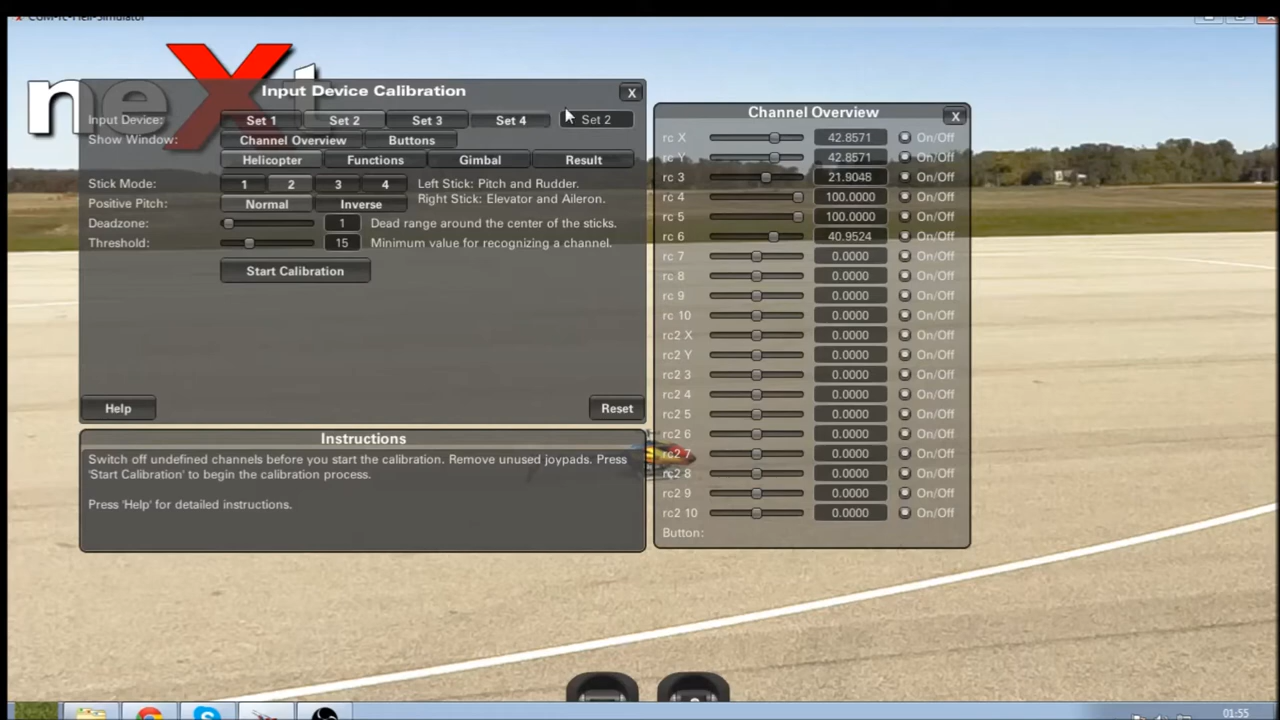 CGM-rc-Heli-Simulator
neXt
Input Device Calibration X
Input Device: Set 1 Set 2 Set 3 Set 4 Set 2
Show Window: Channel Overview Buttons
Helicopter Functions Gimbal Result
Stick Mode: 1 2 3 4 Left Stick: Pitch and Rudder.
Right Stick: Elevator and Aileron.
Positive Pitch: Normal Inverse
Deadzone: 1 Dead range around the center of the sticks.
Threshold: 15 Minimum value for recognizing a channel.
Start Calibration
Help Reset
Instructions
Switch off undefined channels before you start the calibration. Remove unused joypads. Press
'Start Calibration' to begin the calibration process.
Press 'Help' for detailed instructions.
Channel Overview X
rc X 42.8571 On/Off
rc Y 42.8571 On/Off
rc 3 21.9048 On/Off
rc 4 100.0000 On/Off
rc 5 100.0000 On/Off
rc 6 40.9524 On/Off
rc 7 0.0000 On/Off
rc 8 0.0000 On/Off
rc 9 0.0000 On/Off
rc 10 0.0000 On/Off
rc2 X 0.0000 On/Off
rc2 Y 0.0000 On/Off
rc2 3 0.0000 On/Off
rc2 4 0.0000 On/Off
rc2 5 0.0000 On/Off
rc2 6 0.0000 On/Off
rc2 7 0.0000 On/Off
rc2 8 0.0000 On/Off
rc2 9 0.0000 On/Off
rc2 10 0.0000 On/Off
Button:
01:55